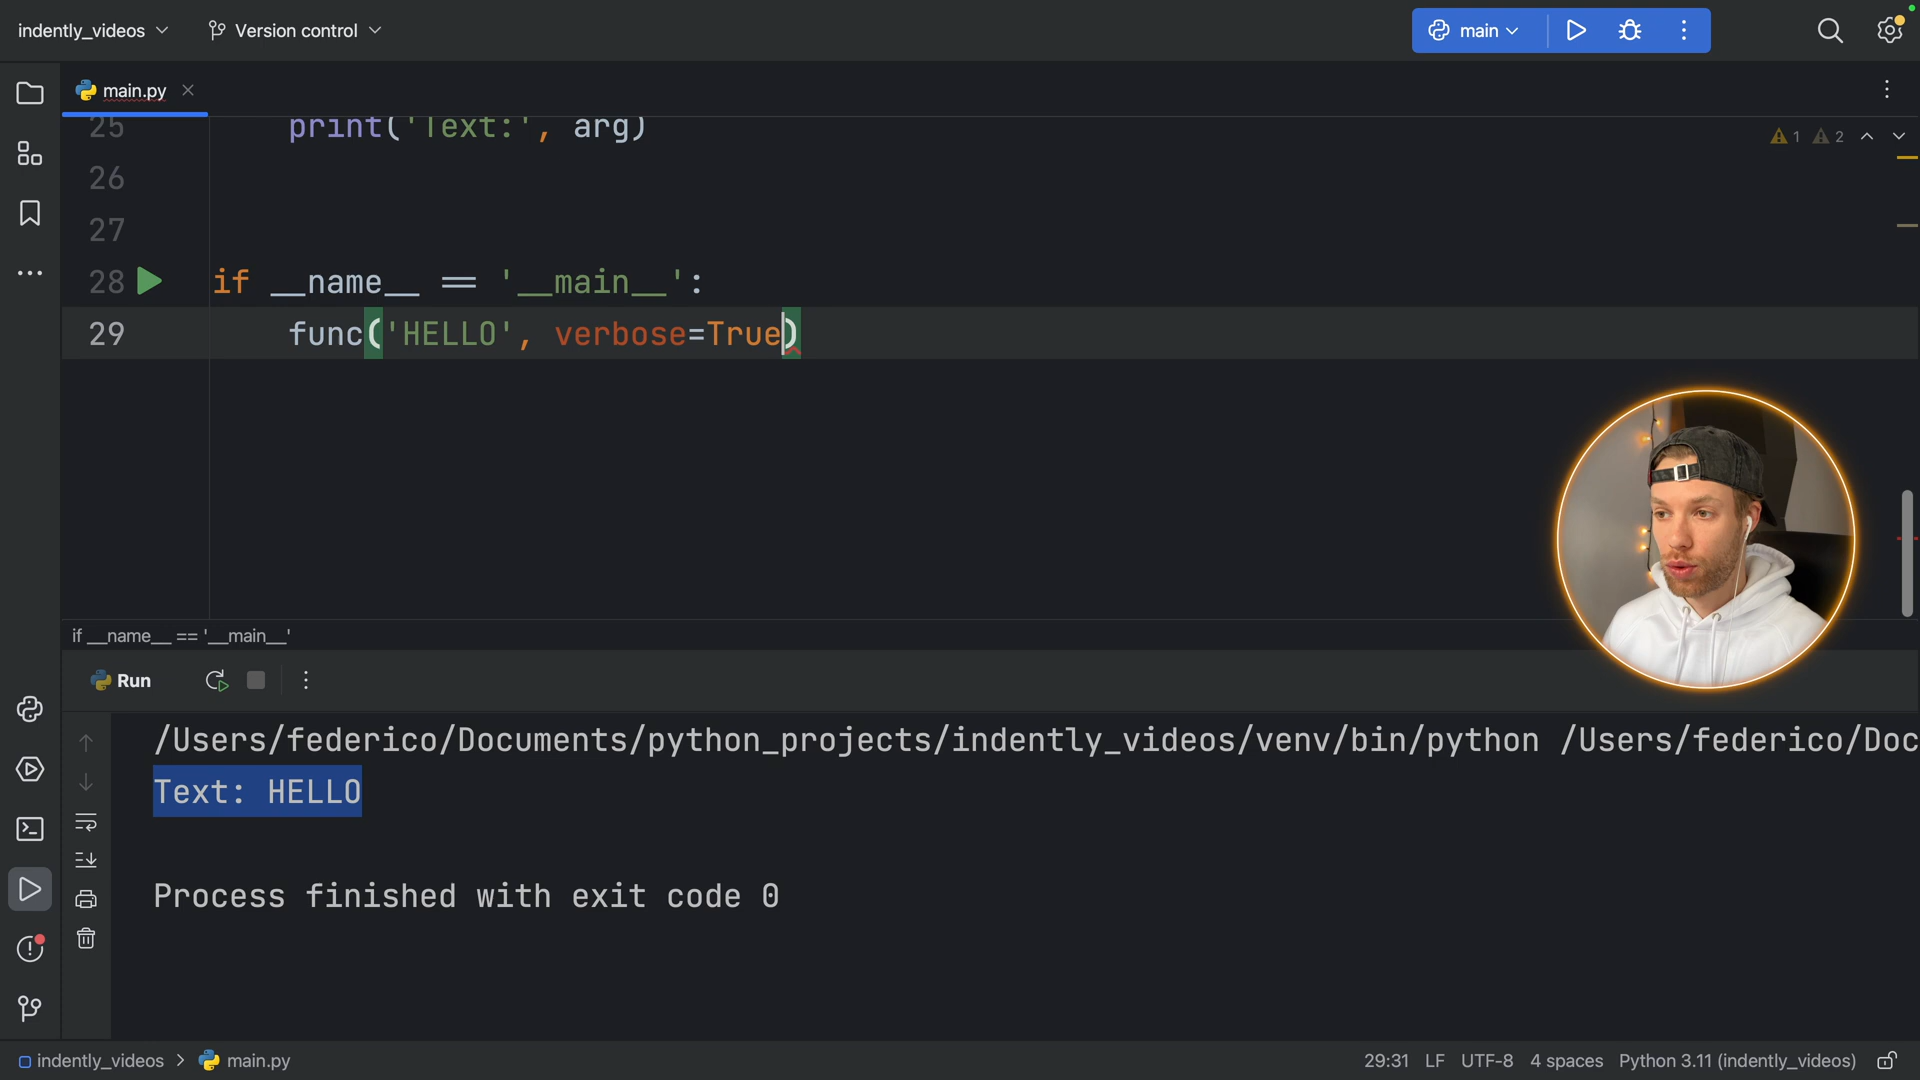 indently_videos Version control main
main.py
25 print('Text:', arg) 1 2
26
27
28 if __name__ == '__main__':
29 func('HELLO', verbose=True)
if __name__ == '__main__'
Run
/Users/federico/Documents/python_projects/indently_videos/venv/bin/python /Users/federico/Doc
Text: HELLO
Process finished with exit code 0
indently_videos > main.py 29:31 LF UTF-8 4 spaces Python 3.11 (indently_videos)